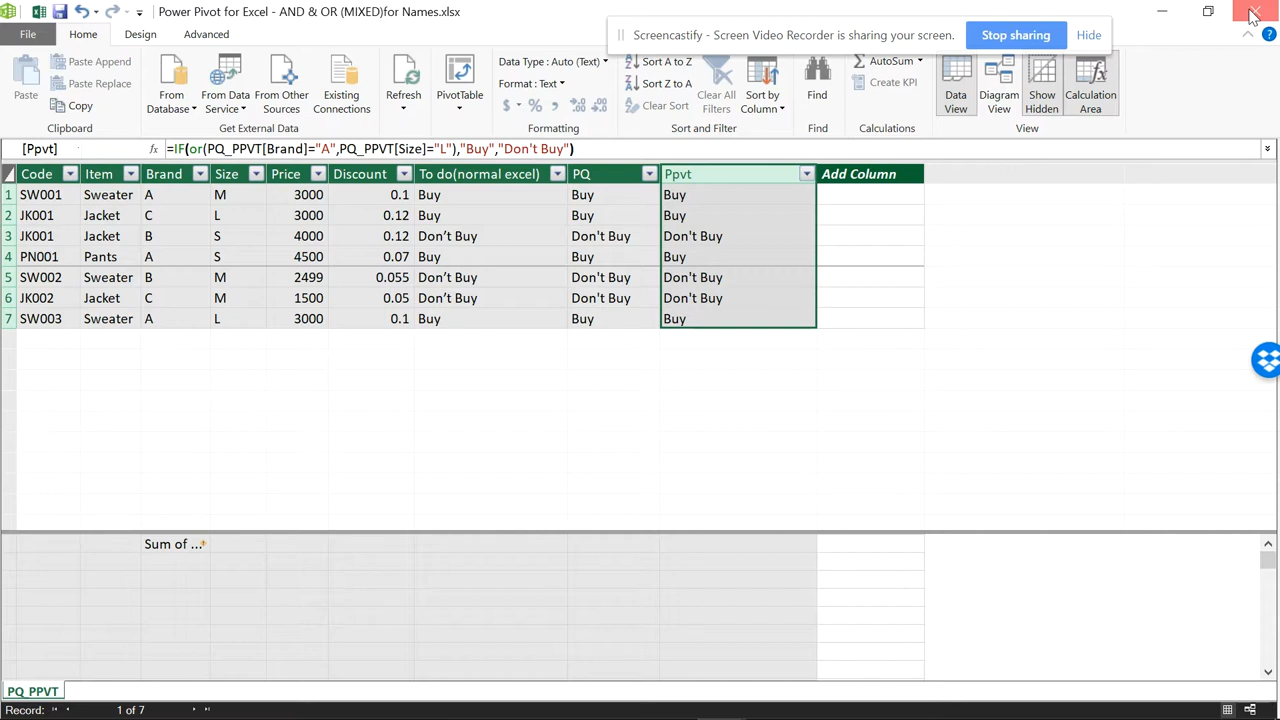 Power Pivot for Excel - AND & OR (MIXED)for Names.xlsx
Screencastify - Screen Video Recorder is sharing your screen. Stop sharing Hide
File Home Design Advanced
Paste
Paste Append
Paste Replace
Copy
Clipboard
From Database
From Data Service
From Other Sources
Existing Connections
Get External Data
Refresh
PivotTable
Data Type : Auto (Text)
Format : Text
$ % , .00 .00
Formatting
Sort A to Z
Sort Z to A
Clear Sort
Clear All Filters
Sort by Column
Sort and Filter
Find
Find
AutoSum
Create KPI
Calculations
Data View
Diagram View
Show Hidden
Calculation Area
View
[Ppvt] fx =IF(or(PQ_PPVT[Brand]="A",PQ_PPVT[Size]="L"),"Buy","Don't Buy")
Code Item Brand Size Price Discount To do(normal excel) PQ Ppvt Add Column
1 SW001 Sweater A M 3000 0.1 Buy Buy Buy
2 JK001 Jacket C L 3000 0.12 Buy Buy Buy
3 JK001 Jacket B S 4000 0.12 Don’t Buy Don't Buy Don't Buy
4 PN001 Pants A S 4500 0.07 Buy Buy Buy
5 SW002 Sweater B M 2499 0.055 Don’t Buy Don't Buy Don't Buy
6 JK002 Jacket C M 1500 0.05 Don’t Buy Don't Buy Don't Buy
7 SW003 Sweater A L 3000 0.1 Buy Buy Buy
Sum of ...
PQ_PPVT
Record: 1 of 7